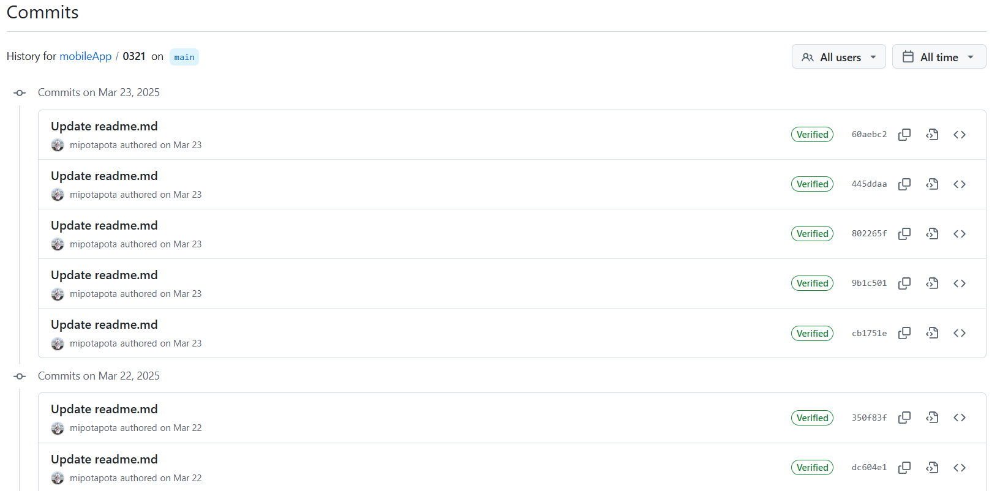 Commits
History for mobileApp / 0321 on main
All users
All time
Commits on Mar 23, 2025
Update readme.md
mipotapota authored on Mar 23
Verified
60aebc2
Update readme.md
mipotapota authored on Mar 23
Verified
445ddaa
Update readme.md
mipotapota authored on Mar 23
Verified
802265f
Update readme.md
mipotapota authored on Mar 23
Verified
9b1c501
Update readme.md
mipotapota authored on Mar 23
Verified
cb1751e
Commits on Mar 22, 2025
Update readme.md
mipotapota authored on Mar 22
Verified
350f83f
Update readme.md
mipotapota authored on Mar 22
Verified
dc604e1